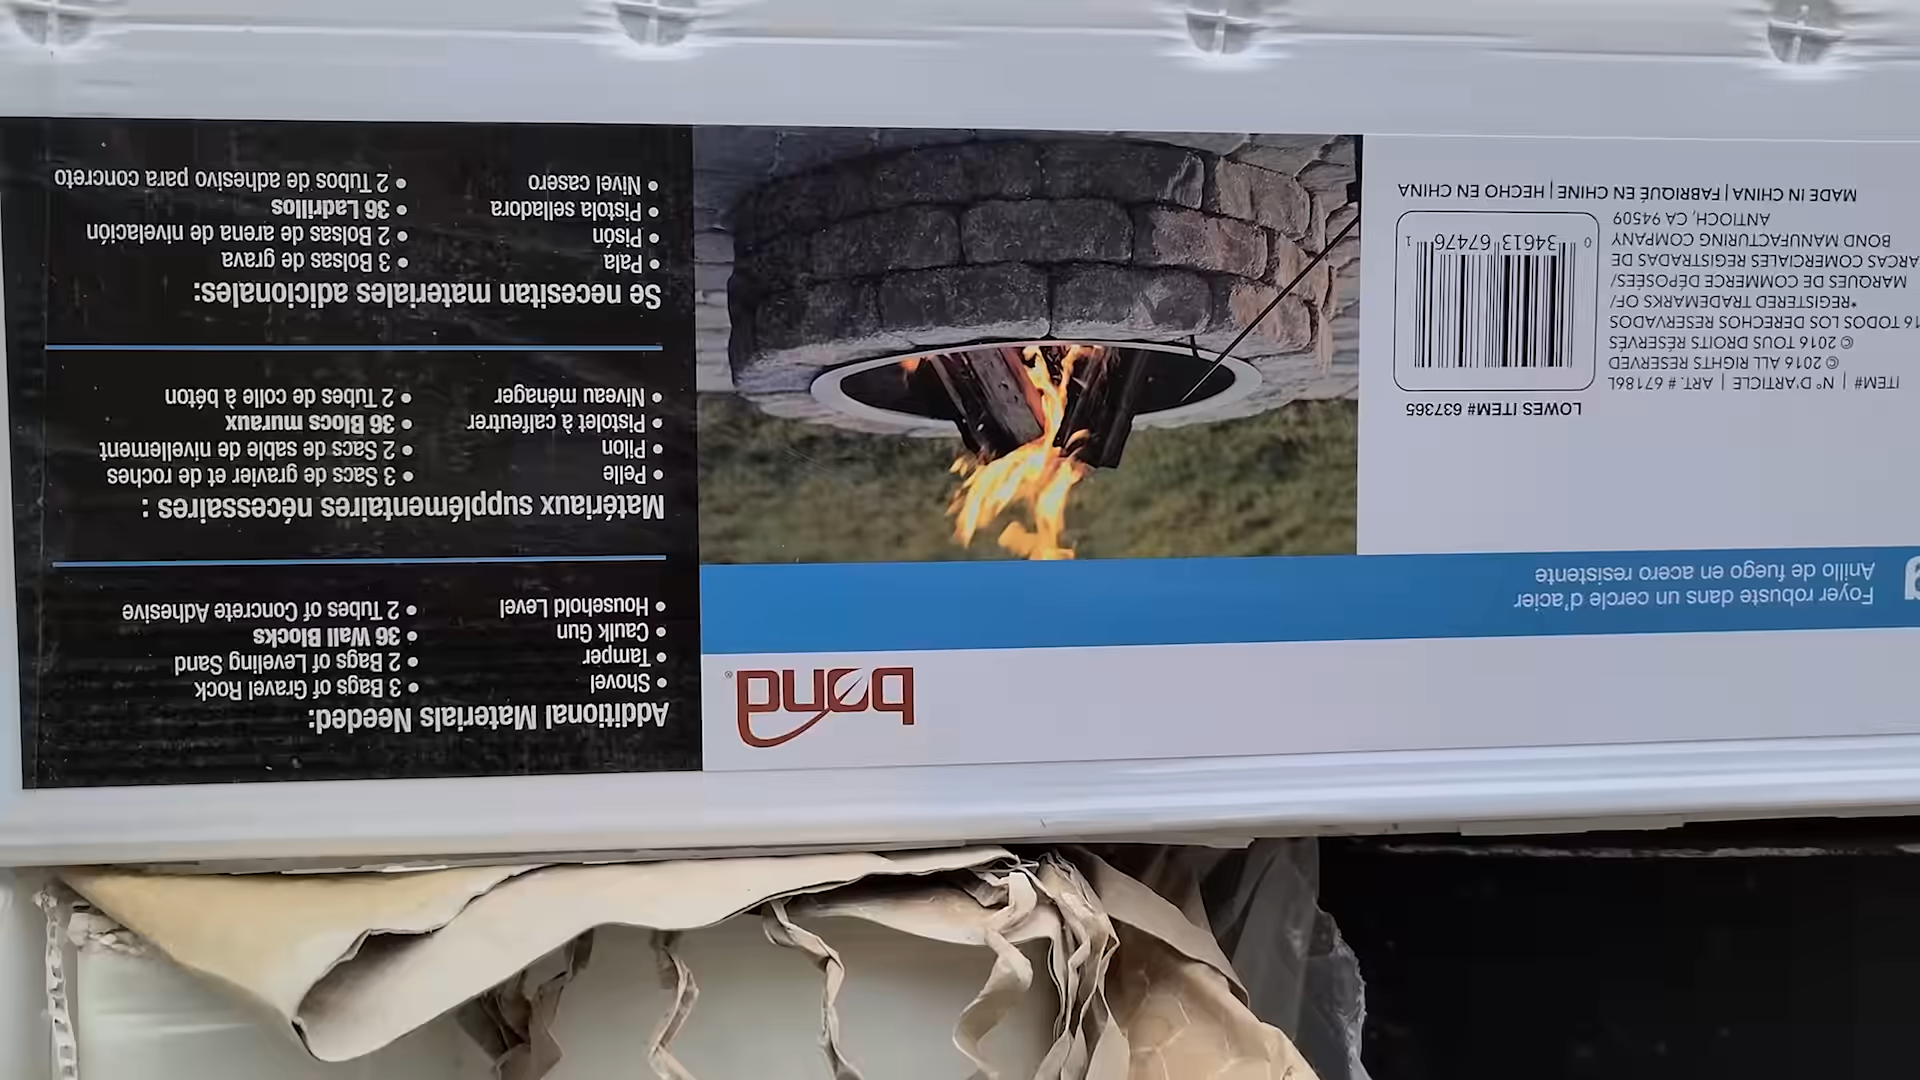 Additional Materials Needed:
• Shovel
• Tamper
• Caulk Gun
• Household Level
• 3 Bags of Gravel Rock
• 2 Bags of Leveling Sand
• 36 Wall Blocks
• 2 Tubes of Concrete Adhesive
Matériaux supplémentaires nécessaires :
• Pelle
• Pilon
• Pistolet à calfeutrer
• Niveau ménager
• 3 Sacs de gravier et de roches
• 2 Sacs de sable de nivellement
• 36 Blocs muraux
• 2 Tubes de colle à béton
Se necesitan materiales adicionales:
• Pala
• Pisón
• Pistola selladora
• Nivel casero
• 3 Bolsas de grava
• 2 Bolsas de arena de nivelación
• 36 Ladrillos
• 2 Tubos de adhesivo para concreto
bond®
Foyer robuste dans un cercle d'acier
Anillo de fuego en acero resistente
LOWES ITEM# 637365
0 34613 67476 1
ITEM# | N° D'ARTICLE | ART. # 67186L
© 2016 ALL RIGHTS RESERVED
© 2016 TOUS DROITS RÉSERVÉS
16 TODOS LOS DERECHOS RESERVADOS
*REGISTERED TRADEMARKS OF/
MARQUES DE COMMERCE DÉPOSÉES/
ARCAS COMERCIALES REGISTRADAS DE
BOND MANUFACTURING COMPANY
ANTIOCH, CA 94509
MADE IN CHINA | FABRIQUÉ EN CHINE | HECHO EN CHINA